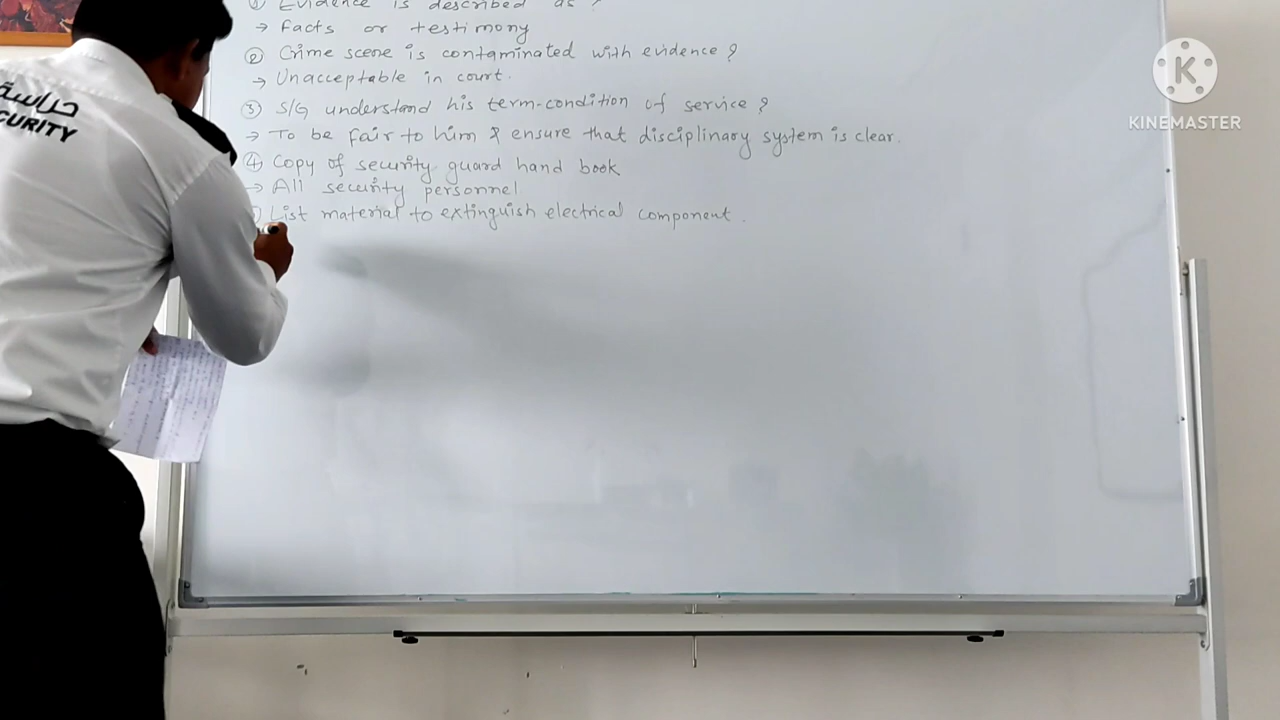 ① Evidence is described as ?
→ Facts or testimony
② Crime scene is contaminated with evidence ?
→ Unacceptable in court.
③ S/G understand his term-condition of service ?
→ To be fair to him & ensure that disciplinary system is clear.
④ Copy of security guard hand book
→ All security personnel
List material to extinguish electrical component.
حراسة
CURITY
KINEMASTER